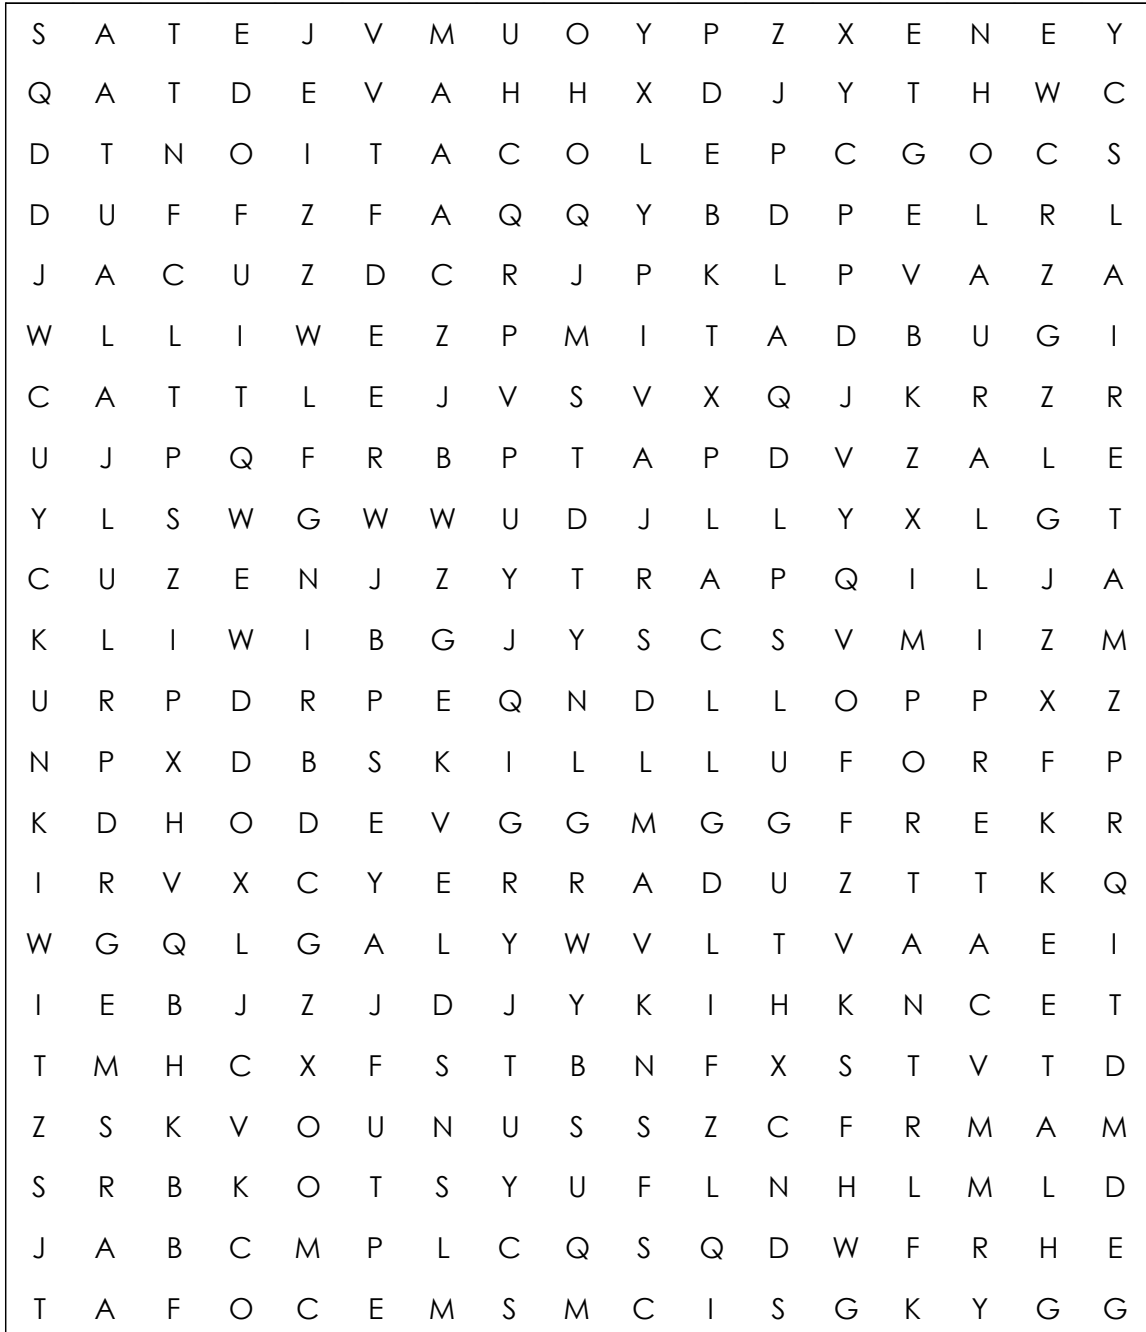 S A T E J V M U O Y P Z X E N E Y
Q A T D E V A H H X D J Y T H W C
D T N O I T A C O L E P C G O C S
D U F F Z F A Q Q Y B D P E L R L
J A C U Z D C R J P K L P V A Z A
W L L I W E Z P M I T A D B U G I
C A T T L E J V S V X Q J K R Z R
U J P Q F R B P T A P D V Z A L E
Y L S W G W W U D J L L Y X L G T
C U Z E N J Z Y T R A P Q I L J A
K L I W I B G J Y S C S V M I Z M
U R P D R P E Q N D L L O P P X Z
N P X D B S K I L L L U F O R F P
K D H O D E V G G M G G F R E K R
I R V X C Y E R R A D U Z T T K Q
W G Q L G A L Y W V L T V A A E I
I E B J Z J D J Y K I H K N C E T
T M H C X F S T B N F X S T V T D
Z S K V O U N U S S Z C F R M A M
S R B K O T S Y U F L N H L M L D
J A B C M P L C Q S Q D W F R H E
T A F O C E M S M C I S G K Y G G